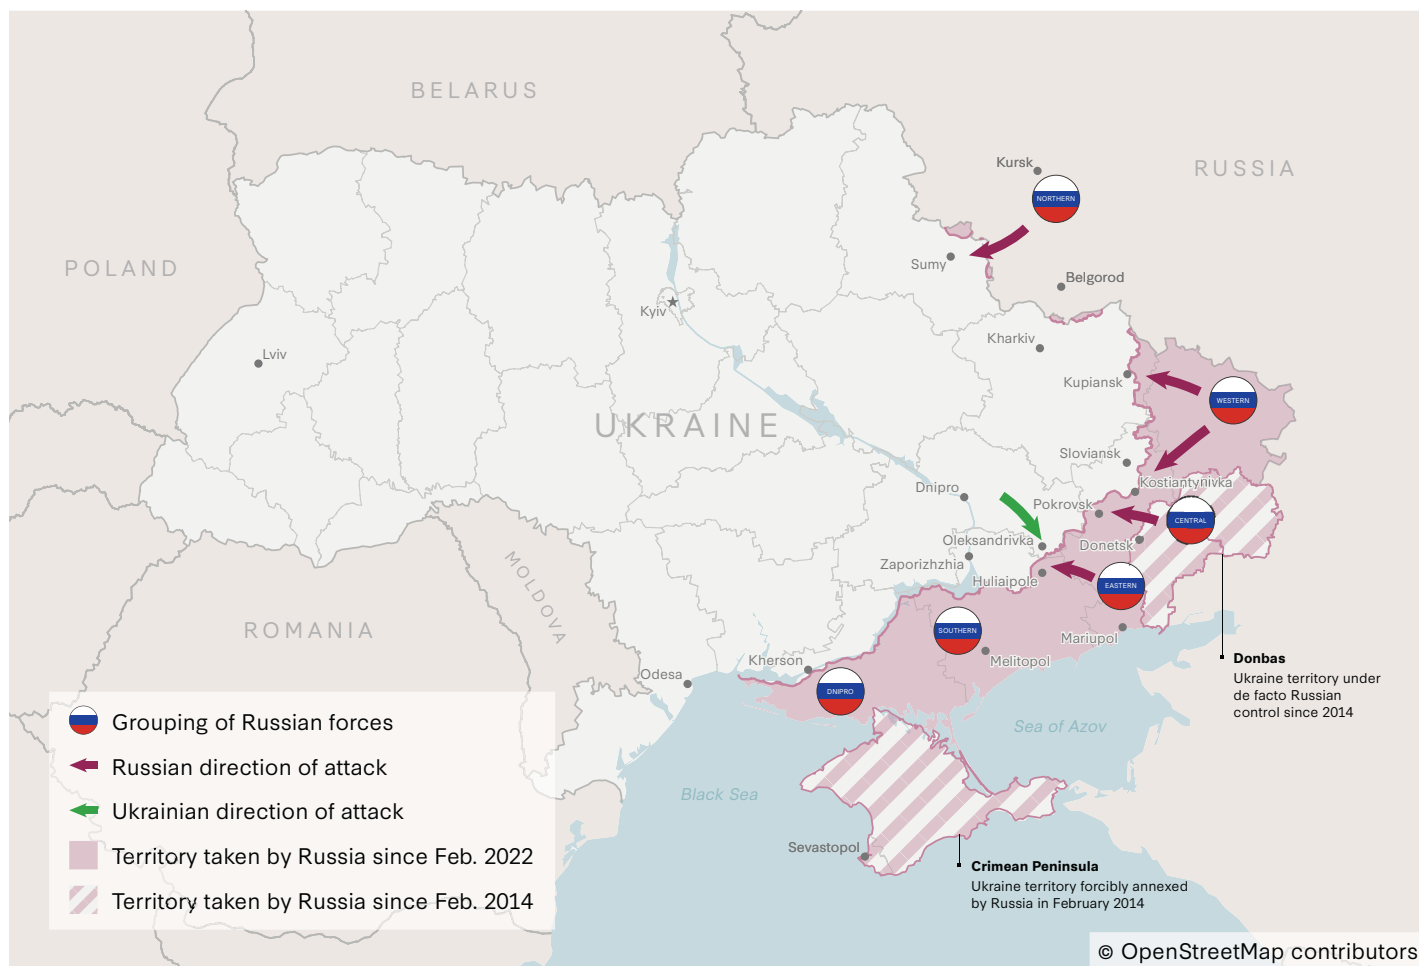 BELARUS
RUSSIA
Kursk
NORTHERN
POLAND
Sumy
Belgorod
Kyiv
Kharkiv
Lviv
Kupiansk
WESTERN
UKRAINE
Sloviansk
Kostiantynivka
Dnipro
Pokrovsk
CENTRAL
Oleksandrivka
Donetsk
Zaporizhzhia
Huliaipole
EASTERN
MOLDOVA
ROMANIA
SOUTHERN
Mariupol
Kherson
Melitopol
Odesa
DNIPRO
Donbas
Ukraine territory under
de facto Russian
control since 2014
Sea of Azov
Black Sea
Sevastopol
Crimean Peninsula
Ukraine territory forcibly annexed
by Russia in February 2014
Grouping of Russian forces
Russian direction of attack
Ukrainian direction of attack
Territory taken by Russia since Feb. 2022
Territory taken by Russia since Feb. 2014
© OpenStreetMap contributors